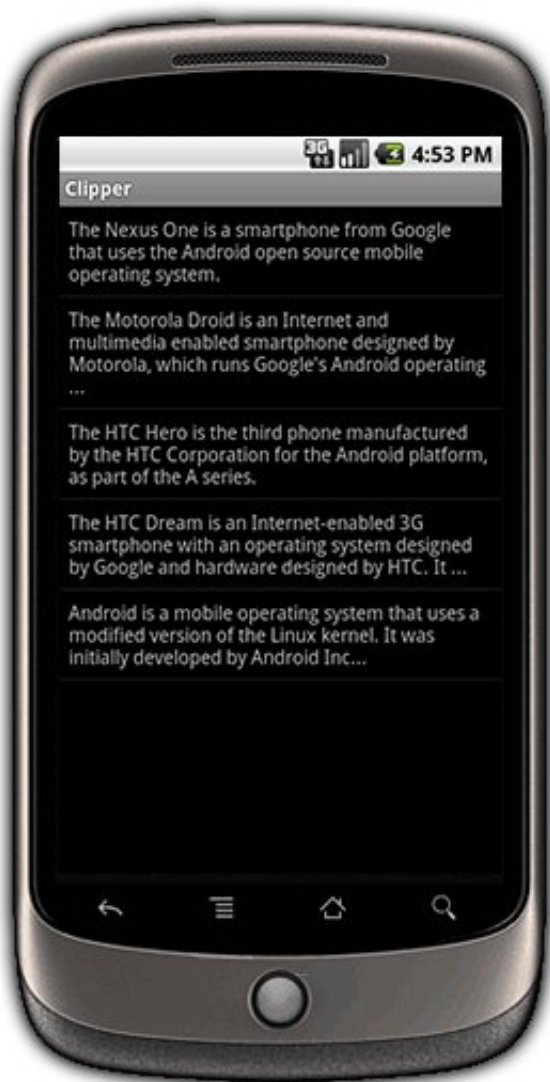 3G 4:53 PM
Clipper
The Nexus One is a smartphone from Google
that uses the Android open source mobile
operating system.
The Motorola Droid is an Internet and
multimedia enabled smartphone designed by
Motorola, which runs Google's Android operating
...
The HTC Hero is the third phone manufactured
by the HTC Corporation for the Android platform,
as part of the A series.
The HTC Dream is an Internet-enabled 3G
smartphone with an operating system designed
by Google and hardware designed by HTC. It ...
Android is a mobile operating system that uses a
modified version of the Linux kernel. It was
initially developed by Android Inc...